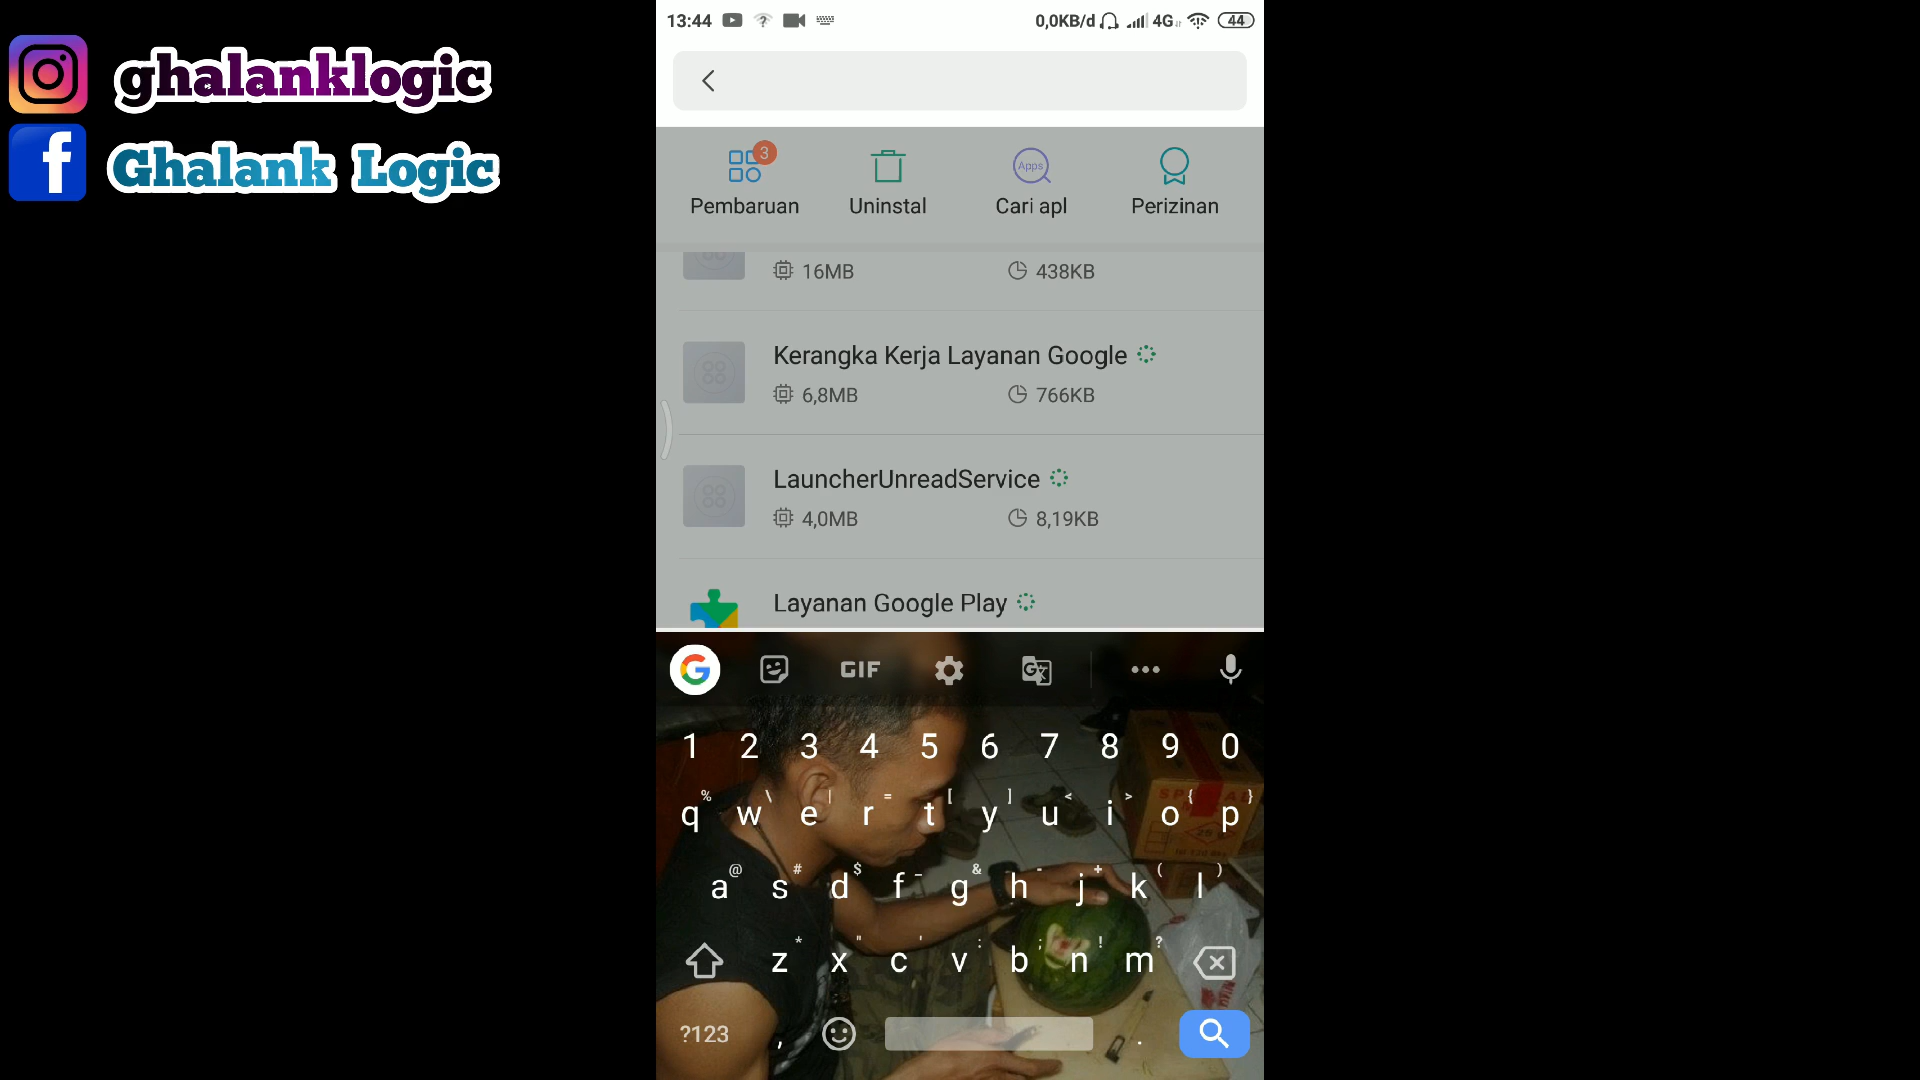 ghalanklogic
Ghalank Logic
13:44 0,0KB/d 4G 44
3
Apps
Pembaruan Uninstal Cari apl Perizinan
16MB 438KB
Kerangka Kerja Layanan Google
6,8MB 766KB
LauncherUnreadService
4,0MB 8,19KB
Layanan Google Play
GIF
1 2 3 4 5 6 7 8 9 0
% \ | = [ ] < > { }
q w e r t y u i o p
@ # $ _ & - + ( )
a s d f g h j k l
* " ' : ; ! ?
z x c v b n m
?123 , .